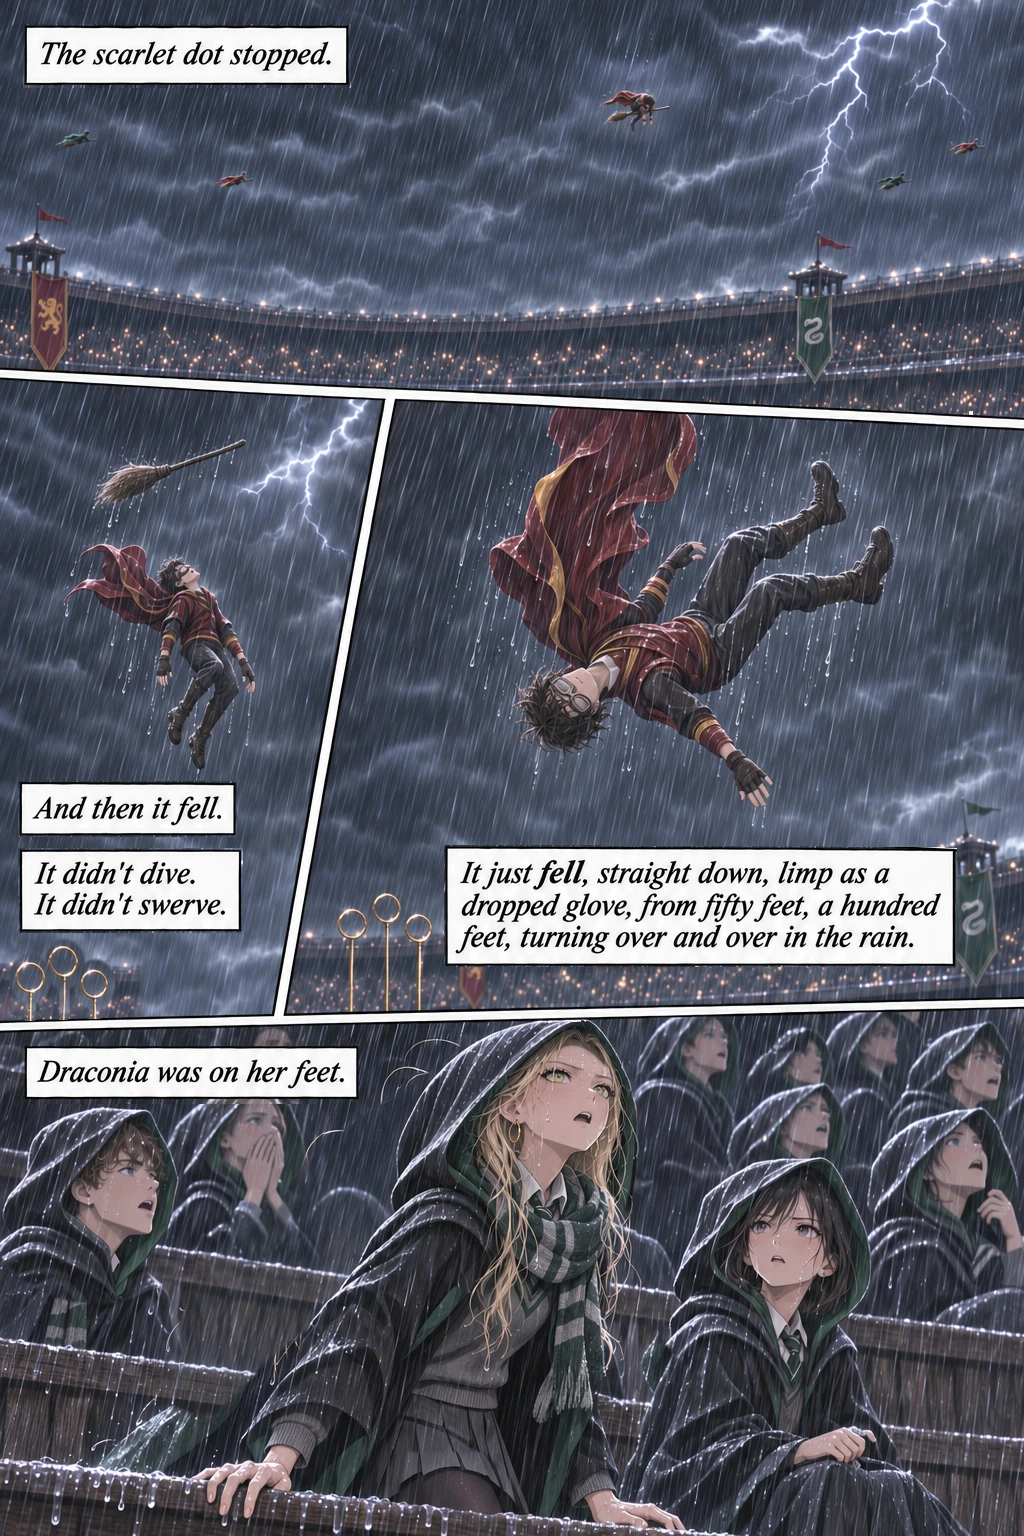 The scarlet dot stopped.
And then it fell.
It didn't dive.
It didn't swerve.
It just fell, straight down, limp as a
dropped glove, from fifty feet, a hundred
feet, turning over and over in the rain.
Draconia was on her feet.